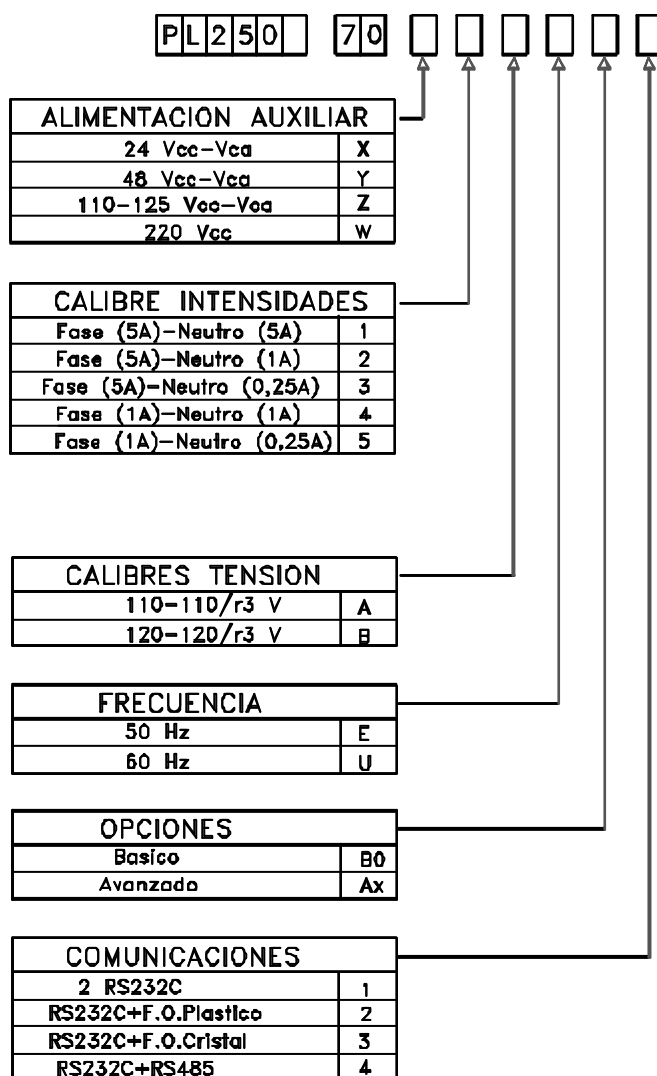 PL250 70
ALIMENTACION AUXILIAR
24 Vcc-Vca X
48 Vcc-Vca Y
110-125 Vcc-Vca Z
220 Vcc W
CALIBRE INTENSIDADES
Fase (5A)-Neutro (5A) 1
Fase (5A)-Neutro (1A) 2
Fase (5A)-Neutro (0,25A) 3
Fase (1A)-Neutro (1A) 4
Fase (1A)-Neutro (0,25A) 5
CALIBRES TENSION
110-110/r3 V A
120-120/r3 V B
FRECUENCIA
50 Hz E
60 Hz U
OPCIONES
Basico B0
Avanzado Ax
COMUNICACIONES
2 RS232C 1
RS232C+F.O.Plastico 2
RS232C+F.O.Cristal 3
RS232C+RS485 4